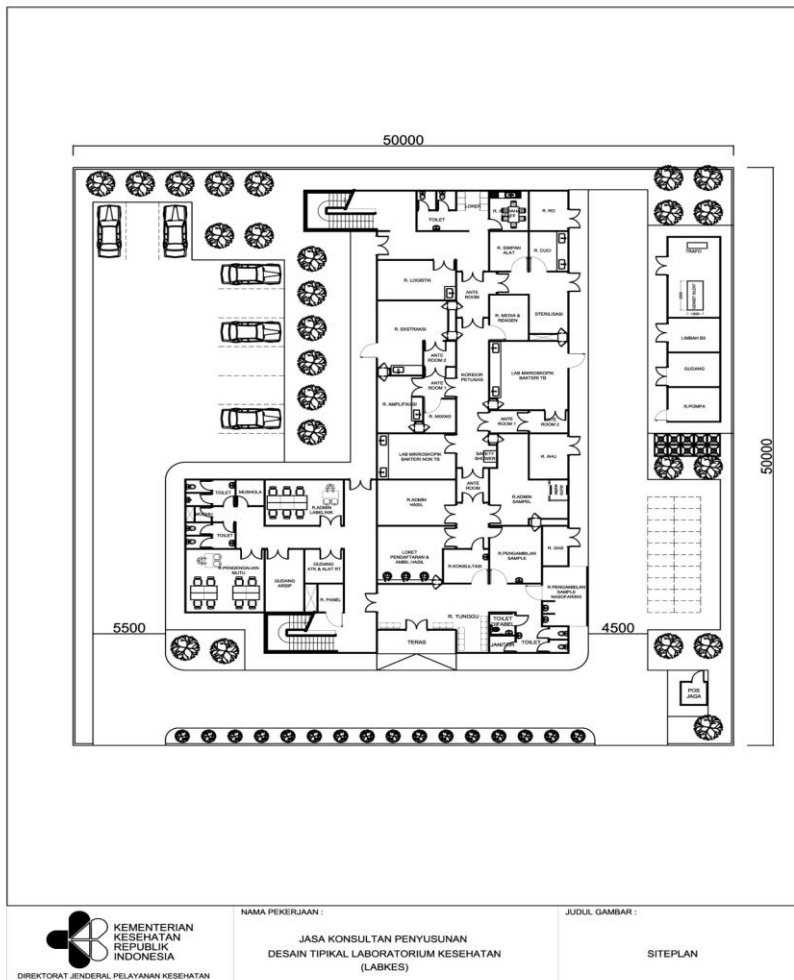 50000
TOILET
LOKER
R. RO
R. SIMPAN
ALAT
R. CUCI
TRAFO
R. LOGISTIK
ANTE
ROOM
R. MEDIA &
REAGEN
STERILISASI
R. EKSTRAKSI
LIMBAH B3
ANTE
ROOM 2
KORIDOR
PETUGAS
LAB MIKROSKOPIK
BAKTERI TB
GUDANG
ANTE
ROOM 1
R. AMPLIFIKASI
R. MIXING
R.POMPA
ANTE
ROOM 1
ANTE
ROOM 2
50000
LAB MIKROSKOPIK
BAKTERI NON TB
SAFETY
SHOWER
R. AHU
ANTE
ROOM
TOILET
MUSHOLA
R.ADMIN
LABKLINIK
R.ADMIN
HASIL
R.ADMIN
SAMPEL
TOILET
LOKET
PENDAFTARAN &
AMBIL HASIL
R.KONSULTASI
R.PENGAMBILAN
SAMPLE
R. GAS
R.PENGENDALIAN
MUTU
GUDANG
ARSIP
GUDANG
ATK & ALAT RT
R. PANEL
R.PENGAMBILAN
SAMPLE
NASOFARING
5500
R. TUNGGU
TOILET
DIFABEL
4500
TERAS
JANITOR
TOILET
POS
JAGA
KEMENTERIAN
KESEHATAN
REPUBLIK
INDONESIA
DIREKTORAT JENDERAL PELAYANAN KESEHATAN
NAMA PEKERJAAN :
JASA KONSULTAN PENYUSUNAN
DESAIN TIPIKAL LABORATORIUM KESEHATAN
(LABKES)
JUDUL GAMBAR :
SITEPLAN